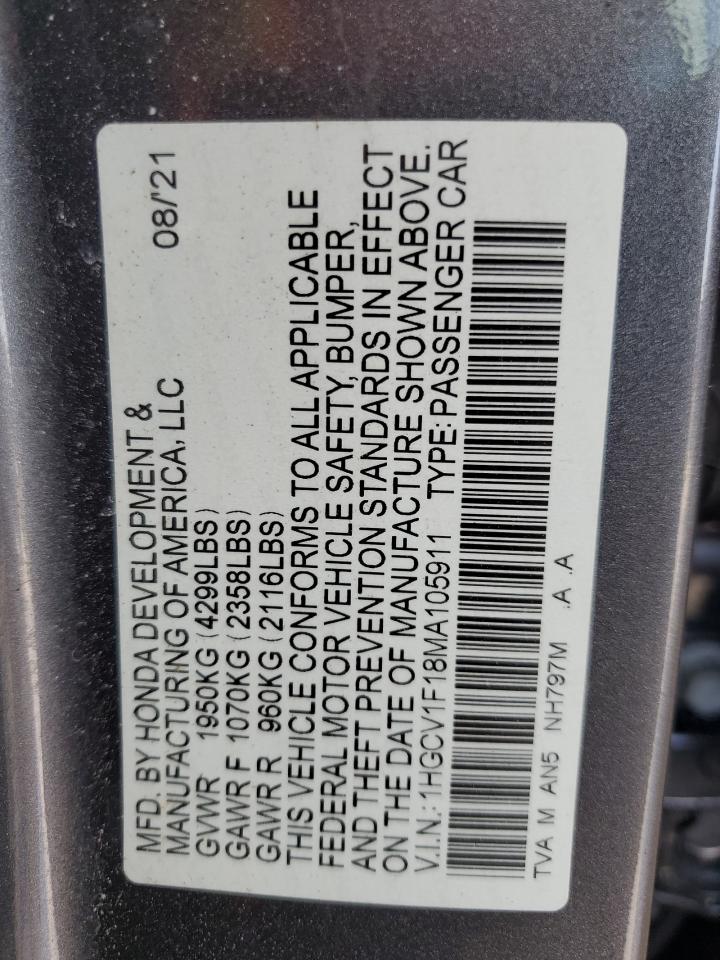 MFD. BY HONDA DEVELOPMENT & 08/'21
MANUFACTURING OF AMERICA, LLC
GVWR 1950KG (4299LBS)
GAWR F 1070KG (2358LBS)
GAWR R 960KG (2116LBS)
THIS VEHICLE CONFORMS TO ALL APPLICABLE
FEDERAL MOTOR VEHICLE SAFETY, BUMPER,
AND THEFT PREVENTION STANDARDS IN EFFECT
ON THE DATE OF MANUFACTURE SHOWN ABOVE.
V.I.N.: 1HGCV1F18MA105911 TYPE: PASSENGER CAR
TVA M AN5 NH797M .A .A